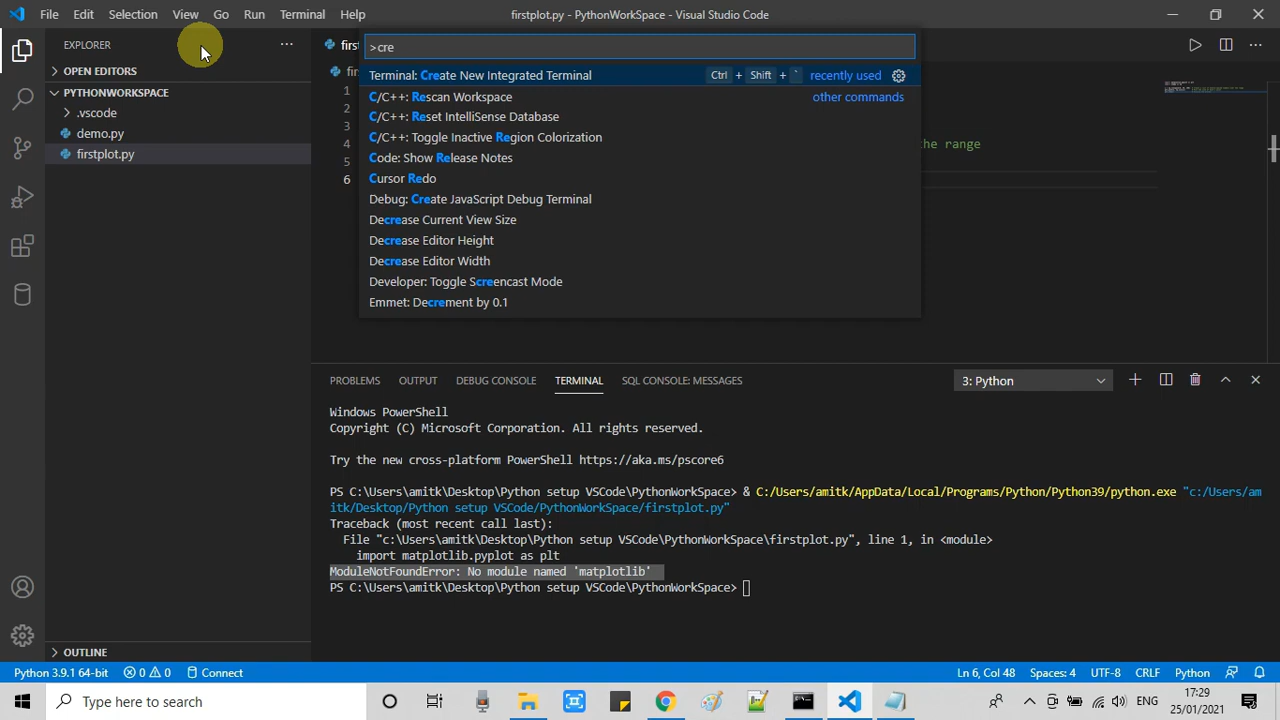 File Edit Selection View Go Run Terminal Help
firstplot.py - PythonWorkSpace - Visual Studio Code
EXPLORER
OPEN EDITORS
PYTHONWORKSPACE
.vscode
demo.py
firstplot.py
OUTLINE
>cre
Terminal: Create New Integrated Terminal Ctrl + Shift + ` recently used
C/C++: Rescan Workspace other commands
C/C++: Reset IntelliSense Database
C/C++: Toggle Inactive Region Colorization
Code: Show Release Notes
Cursor Redo
Debug: Create JavaScript Debug Terminal
Decrease Current View Size
Decrease Editor Height
Decrease Editor Width
Developer: Toggle Screencast Mode
Emmet: Decrement by 0.1
1
2
3
4 range
5
6
PROBLEMS OUTPUT DEBUG CONSOLE TERMINAL SQL CONSOLE: MESSAGES 3: Python
Windows PowerShell
Copyright (C) Microsoft Corporation. All rights reserved.
Try the new cross-platform PowerShell https://aka.ms/pscore6
PS C:\Users\amitk\Desktop\Python setup VSCode\PythonWorkSpace> & C:/Users/amitk/AppData/Local/Programs/Python/Python39/python.exe "c:/Users/am
itk/Desktop/Python setup VSCode/PythonWorkSpace/firstplot.py"
Traceback (most recent call last):
File "c:\Users\amitk\Desktop\Python setup VSCode\PythonWorkSpace\firstplot.py", line 1, in <module>
import matplotlib.pyplot as plt
ModuleNotFoundError: No module named 'matplotlib'
PS C:\Users\amitk\Desktop\Python setup VSCode\PythonWorkSpace>
Python 3.9.1 64-bit 0 0 Connect Ln 6, Col 48 Spaces: 4 UTF-8 CRLF Python
Type here to search ENG 17:29
25/01/2021